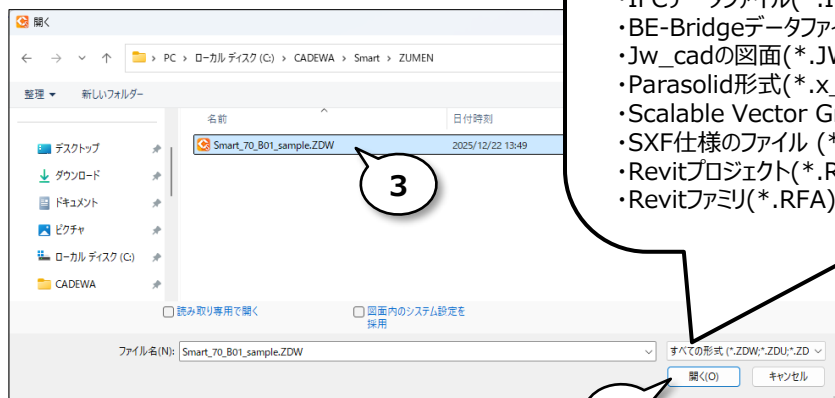 開く
・BE-Bridgeデータファイ
・Jw_cadの図面(*.JW
PC > ローカル ディスク (C:) > CADEWA > Smart > ZUMEN
・Parasolid形式(*.x_
・Scalable Vector G
整理 新しいフォルダー
・SXF仕様のファイル (*
名前 日付時刻
・Revitプロジェクト(*.R
・Revitファミリ(*.RFA)
デスクトップ
Smart_70_B01_sample.ZDW 2025/12/22 13:49
ダウンロード
3
ドキュメント
ピクチャ
ローカル ディスク (C:)
CADEWA
読み取り専用で開く 図面内のシステム設定を
採用
ファイル名(N): Smart_70_B01_sample.ZDW すべての形式 (*.ZDW;*.ZDU;*.ZD
開く(O) キャンセル